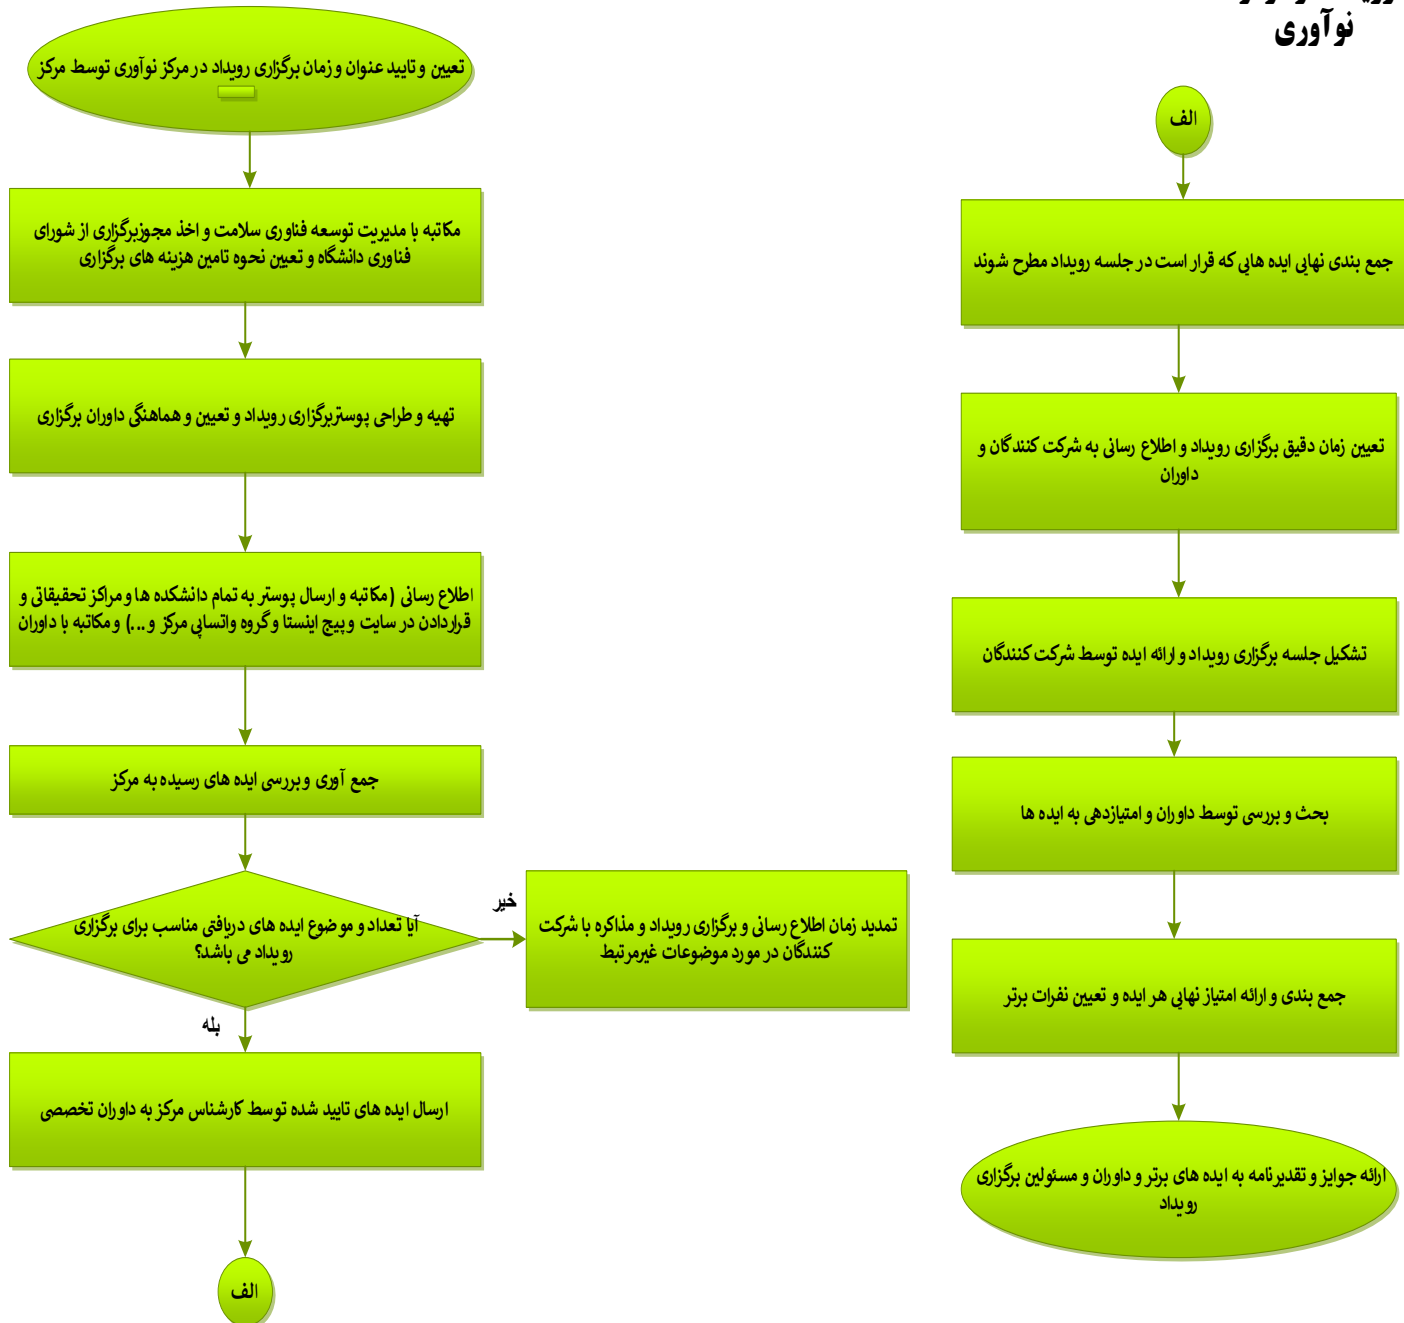 نوآوری
تعیین و تایید عنوان و زمان برگزاری رویداد در مرکز نوآوری توسط مرکز
مکاتبه با مدیریت توسعه فناوری سلامت و اخذ مجوزبرگزاری از شورای
فناوری دانشگاه و تعیین نحوه تامین هزینه های برگزاری
تهیه و طراحی پوستربرگزاری رویداد و تعیین و هماهنگی داوران برگزاری
اطلاع رسانی (مکاتبه و ارسال پوستر به تمام دانشکده ها و مراکز تحقیقاتی و
قراردادن در سایت و پیج اینستا و گروه واتساپی مرکز و ...) و مکاتبه با داوران
جمع آوری و بررسی ایده های رسیده به مرکز
آیا تعداد و موضوع ایده های دریافتی مناسب برای برگزاری
رویداد می باشد؟
خیر
تمدید زمان اطلاع رسانی و برگزاری رویداد و مذاکره با شرکت
کنندگان در مورد موضوعات غیرمرتبط
بله
ارسال ایده های تایید شده توسط کارشناس مرکز به داوران تخصصی
الف
الف
جمع بندی نهایی ایده هایی که قرار است در جلسه رویداد مطرح شوند
تعیین زمان دقیق برگزاری رویداد و اطلاع رسانی به شرکت کنندگان و
داوران
تشکیل جلسه برگزاری رویداد و ارائه ایده توسط شرکت کنندگان
بحث و بررسی توسط داوران و امتیازدهی به ایده ها
جمع بندی و ارائه امتیاز نهایی هر ایده و تعیین نفرات برتر
ارائه جوایز و تقدیرنامه به ایده های برتر و داوران و مسئولین برگزاری
رویداد